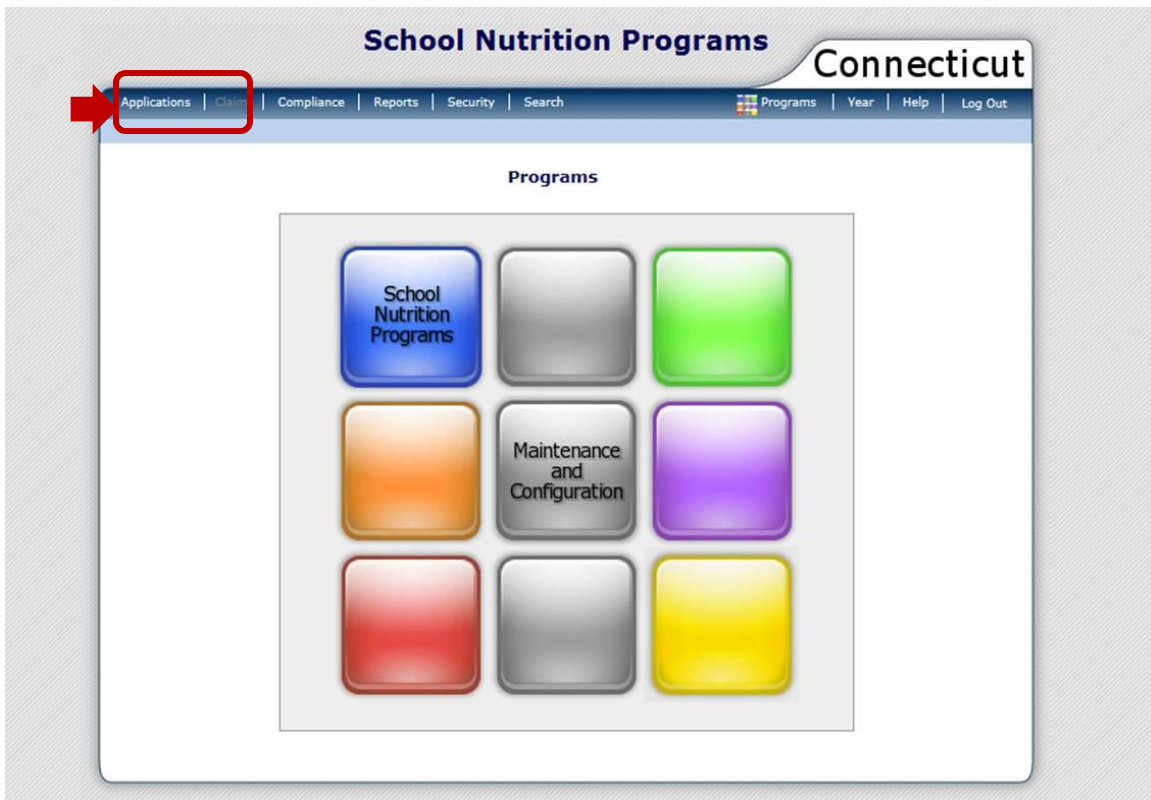 School Nutrition Programs
Connecticut
Applications | Claim | Compliance | Reports | Security | Search
Programs | Year | Help | Log Out
Programs
School
Nutrition
Programs
Maintenance
and
Configuration